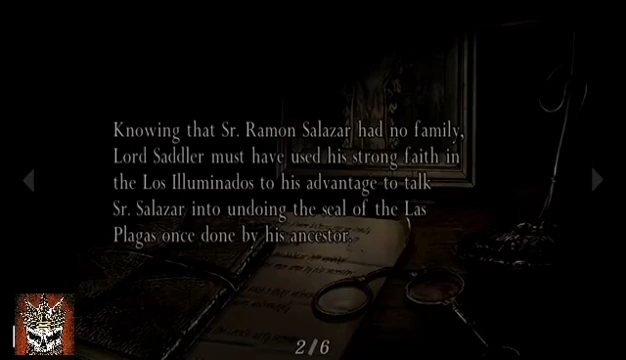 Knowing that Sr. Ramon Salazar had no family,
Lord Saddler must have used his strong faith in
the Los Illuminados to his advantage to talk
Sr. Salazar into undoing the seal of the Las
Plagas once done by his ancestor.
2/6